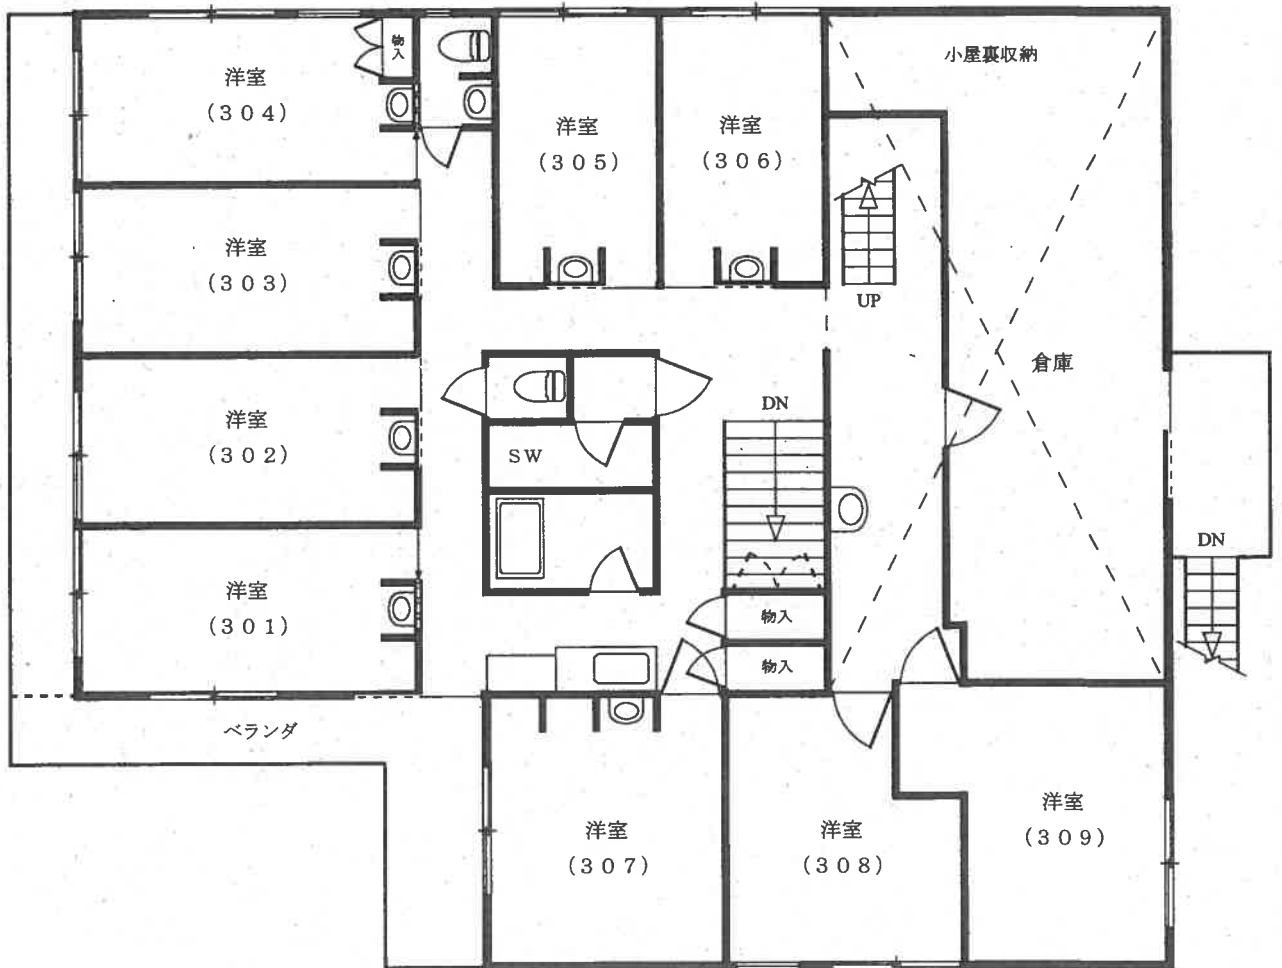 洋室
(304)
物入
洋室
(305)
洋室
(306)
小屋裏収納
洋室
(303)
UP
倉庫
洋室
(302)
SW
DN
DN
洋室
(301)
物入
物入
ベランダ
洋室
(307)
洋室
(308)
洋室
(309)